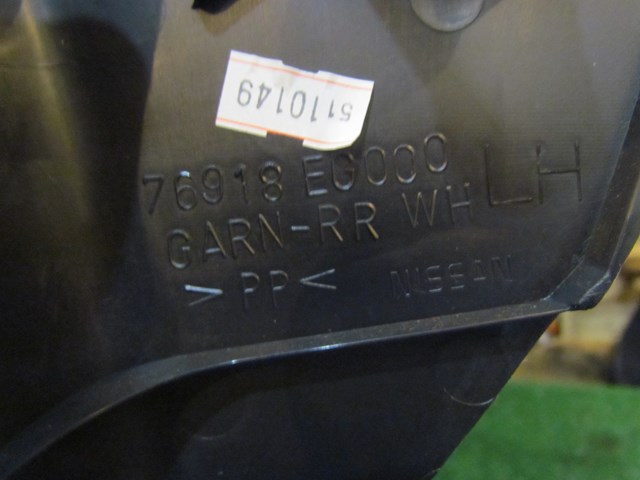 5110149
76918 EG000 LH
GARN-RR WH
>PP< NISSAN